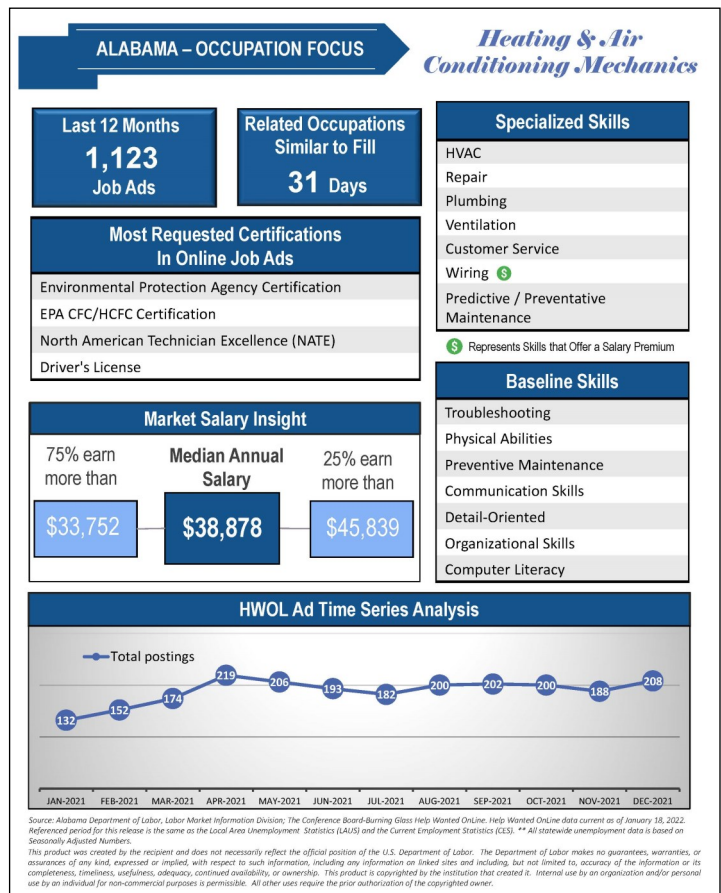 ALABAMA – OCCUPATION FOCUS
Heating & Air
Conditioning Mechanics
Last 12 Months
1,123
Job Ads
Related Occupations
Similar to Fill
31 Days
Most Requested Certifications
In Online Job Ads
Environmental Protection Agency Certification
EPA CFC/HCFC Certification
North American Technician Excellence (NATE)
Driver's License
Specialized Skills
HVAC
Repair
Plumbing
Ventilation
Customer Service
Wiring $
Predictive / Preventative
Maintenance
$ Represents Skills that Offer a Salary Premium
Market Salary Insight
75% earn
more than
$33,752
Median Annual
Salary
$38,878
25% earn
more than
$45,839
Baseline Skills
Troubleshooting
Physical Abilities
Preventive Maintenance
Communication Skills
Detail-Oriented
Organizational Skills
Computer Literacy
HWOL Ad Time Series Analysis
Total postings
132 152 174 219 206 193 182 200 202 200 188 208
JAN-2021 FEB-2021 MAR-2021 APR-2021 MAY-2021 JUN-2021 JUL-2021 AUG-2021 SEP-2021 OCT-2021 NOV-2021 DEC-2021
Source: Alabama Department of Labor, Labor Market Information Division; The Conference Board-Burning Glass Help Wanted OnLine. Help Wanted OnLine data current as of January 18, 2022.
Referenced period for this release is the same as the Local Area Unemployment Statistics (LAUS) and the Current Employment Statistics (CES). ** All statewide unemployment data is based on
Seasonally Adjusted Numbers.
This product was created by the recipient and does not necessarily reflect the official position of the U.S. Department of Labor. The Department of Labor makes no guarantees, warranties, or
assurances of any kind, expressed or implied, with respect to such information, including any information on linked sites and including, but not limited to, accuracy of the information or its
completeness, timeliness, usefulness, adequacy, continued availability, or ownership. This product is copyrighted by the institution that created it. Internal use by an organization and/or personal
use by an individual for non-commercial purposes is permissible. All other uses require the prior authorization of the copyrighted owner.